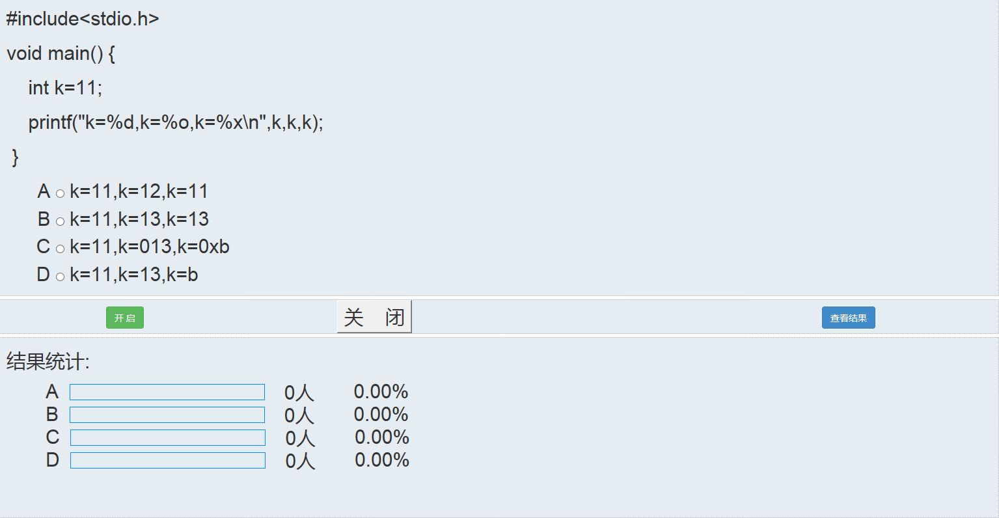 #include<stdio.h>
void main() {
int k=11;
printf("k=%d,k=%o,k=%x\n",k,k,k);
}
A k=11,k=12,k=11
B k=11,k=13,k=13
C k=11,k=013,k=0xb
D k=11,k=13,k=b
开 启 关 闭 查看结果
结果统计:
A 0人 0.00%
B 0人 0.00%
C 0人 0.00%
D 0人 0.00%